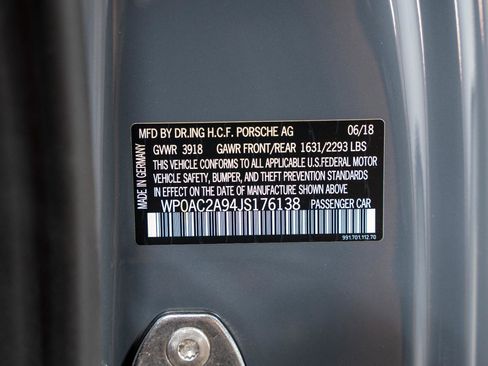 MFD BY DR.ING H.C.F. PORSCHE AG 06/18
GVWR 3918 GAWR FRONT/REAR 1631/2293 LBS
THIS VEHICLE CONFORMS TO ALL APPLICABLE U.S.FEDERAL MOTOR
VEHICLE SAFETY, BUMPER, AND THEFT PREVENTION STANDARDS
IN EFFECT ON THE DATE OF MANUFACTURE SHOWN ABOVE
WP0AC2A94JS176138 PASSENGER CAR
991.701.112.70
MADE IN GERMANY